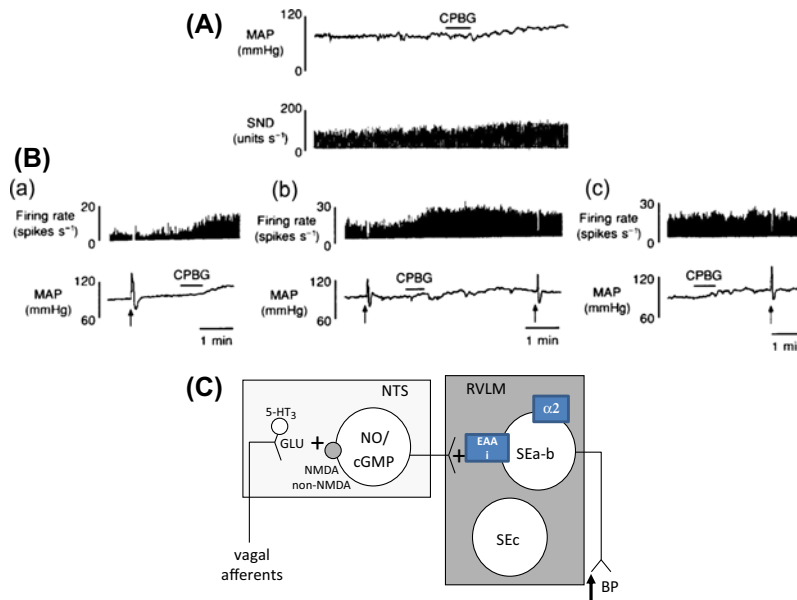 (A)
120
MAP
(mmHg)
0
CPBG
200
SND
(units s⁻¹)
0
(B)
(a)
20
Firing rate
(spikes s⁻¹)
0
120
MAP
(mmHg)
60
CPBG
1 min
(b)
30
Firing rate
(spikes s⁻¹)
0
120
MAP
(mmHg)
60
CPBG
1 min
(c)
30
Firing rate
(spikes s⁻¹)
0
120
MAP
(mmHg)
60
CPBG
1 min
(C)
NTS
5-HT₃
GLU
+
NO/
cGMP
NMDA
non-NMDA
vagal
afferents
RVLM
α2
+
EAA
i
SEa-b
SEc
BP